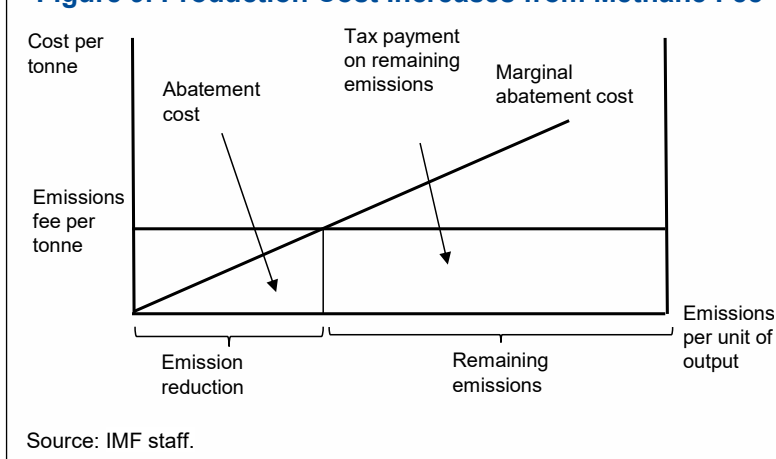 Cost per
tonne
Abatement
cost
Tax payment
on remaining
emissions
Marginal
abatement cost
Emissions
fee per
tonne
Emissions
per unit of
output
Emission
reduction
Remaining
emissions
Source: IMF staff.